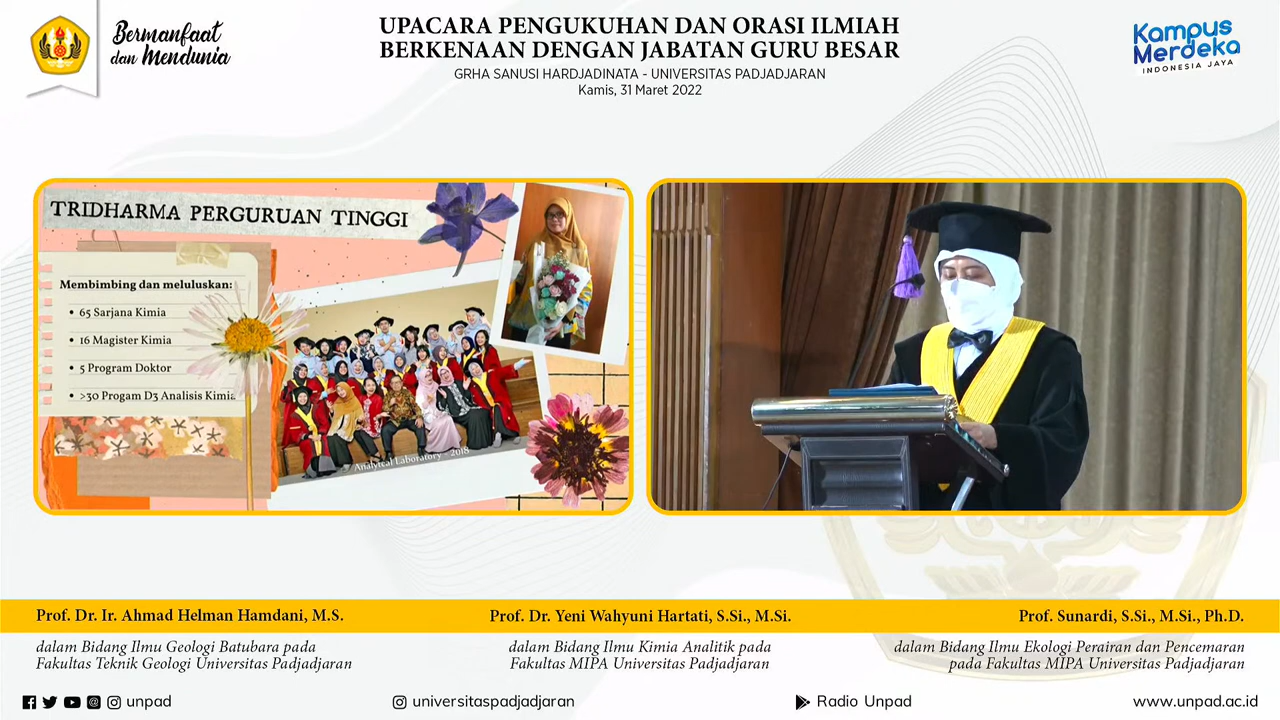 Bermanfaat
dan Mendunia
UPACARA PENGUKUHAN DAN ORASI ILMIAH
BERKENAAN DENGAN JABATAN GURU BESAR
GRHA SANUSI HARDJADINATA - UNIVERSITAS PADJADJARAN
Kamis, 31 Maret 2022
Kampus
Merdeka
INDONESIA JAYA
TRIDHARMA PERGURUAN TINGGI
Membimbing dan meluluskan:
• 65 Sarjana Kimia
• 16 Magister Kimia
• 5 Program Doktor
• >30 Progam D3 Analisis Kimia
Analytcal Laboratory - 2018
Prof. Dr. Ir. Ahmad Helman Hamdani, M.S.
dalam Bidang Ilmu Geologi Batubara pada
Fakultas Teknik Geologi Universitas Padjadjaran
Prof. Dr. Yeni Wahyuni Hartati, S.Si., M.Si.
dalam Bidang Ilmu Kimia Analitik pada
Fakultas MIPA Universitas Padjadjaran
Prof. Sunardi, S.Si., M.Si., Ph.D.
dalam Bidang Ilmu Ekologi Perairan dan Pencemaran
pada Fakultas MIPA Universitas Padjadjaran
unpad
universitaspadjadjaran
Radio Unpad
www.unpad.ac.id